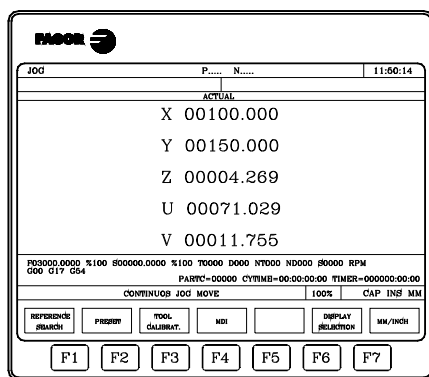 FAGOR
JOG P..... N..... 11:50:14
ACTUAL
X 00100.000
Y 00150.000
Z 00004.269
U 00071.029
V 00011.755
F03000.0000 %100 S00000.0000 %100 T0000 D000 NT000 ND000 S0000 RPM
G00 G17 G54
PARTC=00000 CYTIME=00:00:00:00 TIMER=000000:00:00
CONTINUOS JOG MOVE 100% CAP INS MM
REFERENCE SEARCH PRESET TOOL CALIBRAT. MDI DISPLAY SELECTION MM/INCH
F1 F2 F3 F4 F5 F6 F7